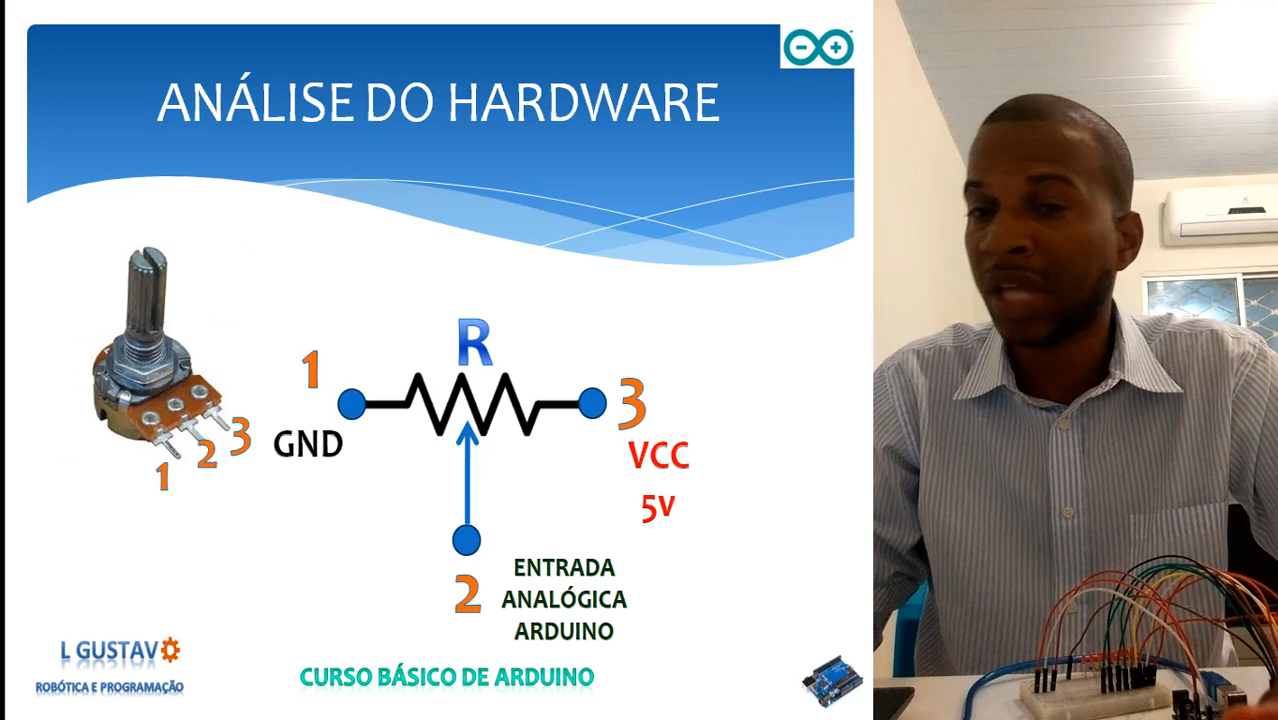 ANÁLISE DO HARDWARE
R
1
3
GND
VCC
5v
1
2
3
2
ENTRADA
ANALÓGICA
ARDUINO
L GUSTAVO
ROBÓTICA E PROGRAMAÇÃO
CURSO BÁSICO DE ARDUINO